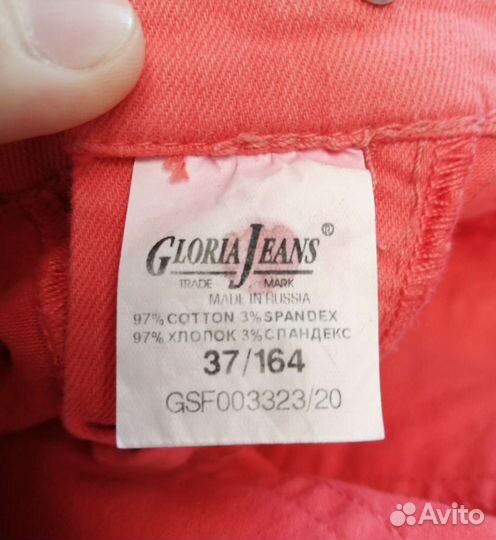 GLORIA JEANS ®
TRADE MARK
MADE IN RUSSIA
97% COTTON 3% SPANDEX
97% ХЛОПОК 3% СПАНДЕКС
37/164
GSF003323/20
Avito